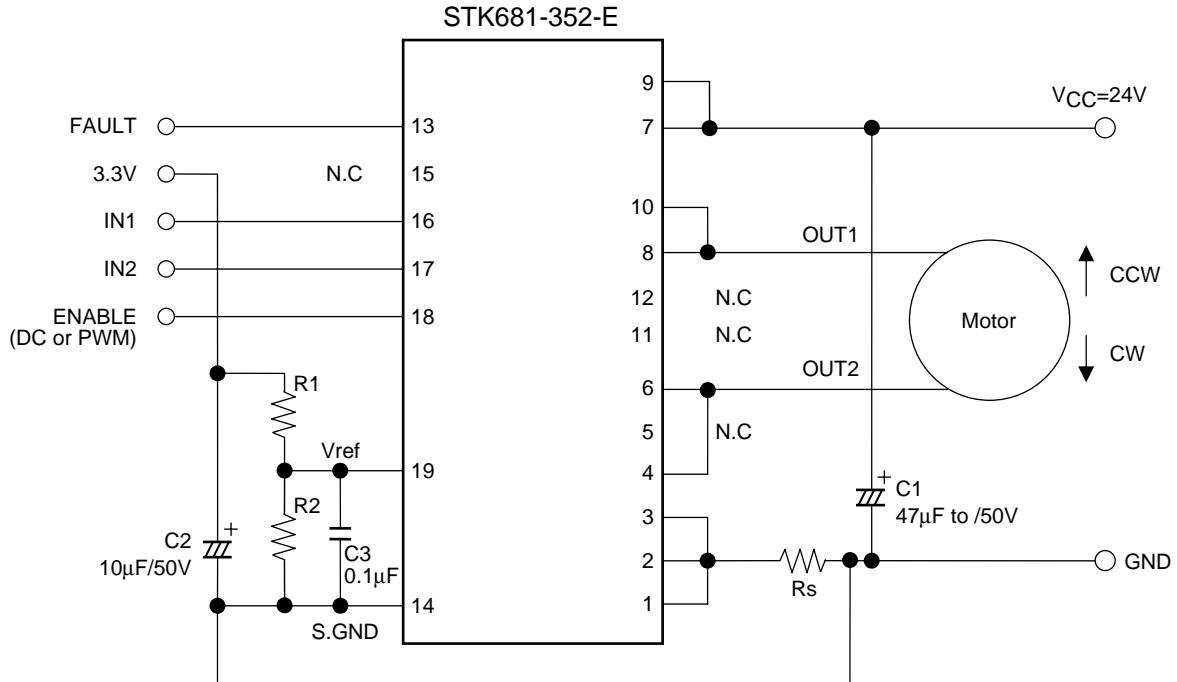 STK681-352-E
FAULT
3.3V
IN1
IN2
ENABLE
(DC or PWM)
N.C
13
15
16
17
18
19
14
R1
Vref
R2
C2
10µF/50V
+
C3
0.1µF
S.GND
9
7
10
8
12
11
6
5
4
3
2
1
VCC=24V
OUT1
N.C
N.C
OUT2
N.C
Motor
CCW
CW
+
C1
47µF to /50V
Rs
GND